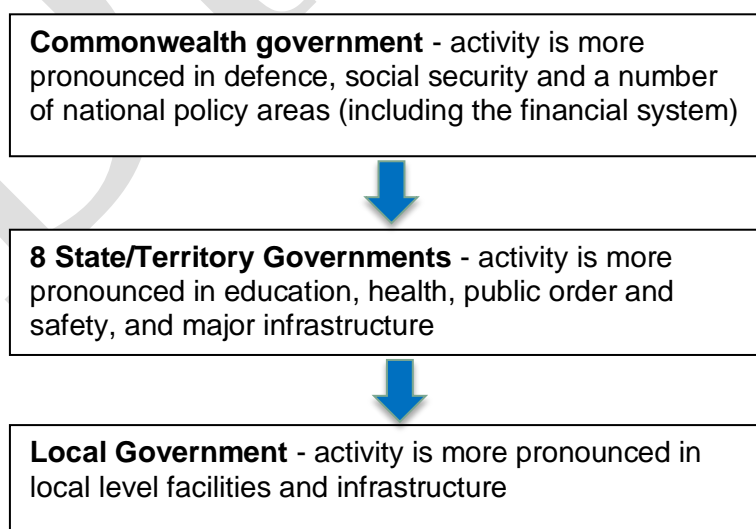 Commonwealth government - activity is more
pronounced in defence, social security and a number
of national policy areas (including the financial system)
8 State/Territory Governments - activity is more
pronounced in education, health, public order and
safety, and major infrastructure
Local Government - activity is more pronounced in
local level facilities and infrastructure